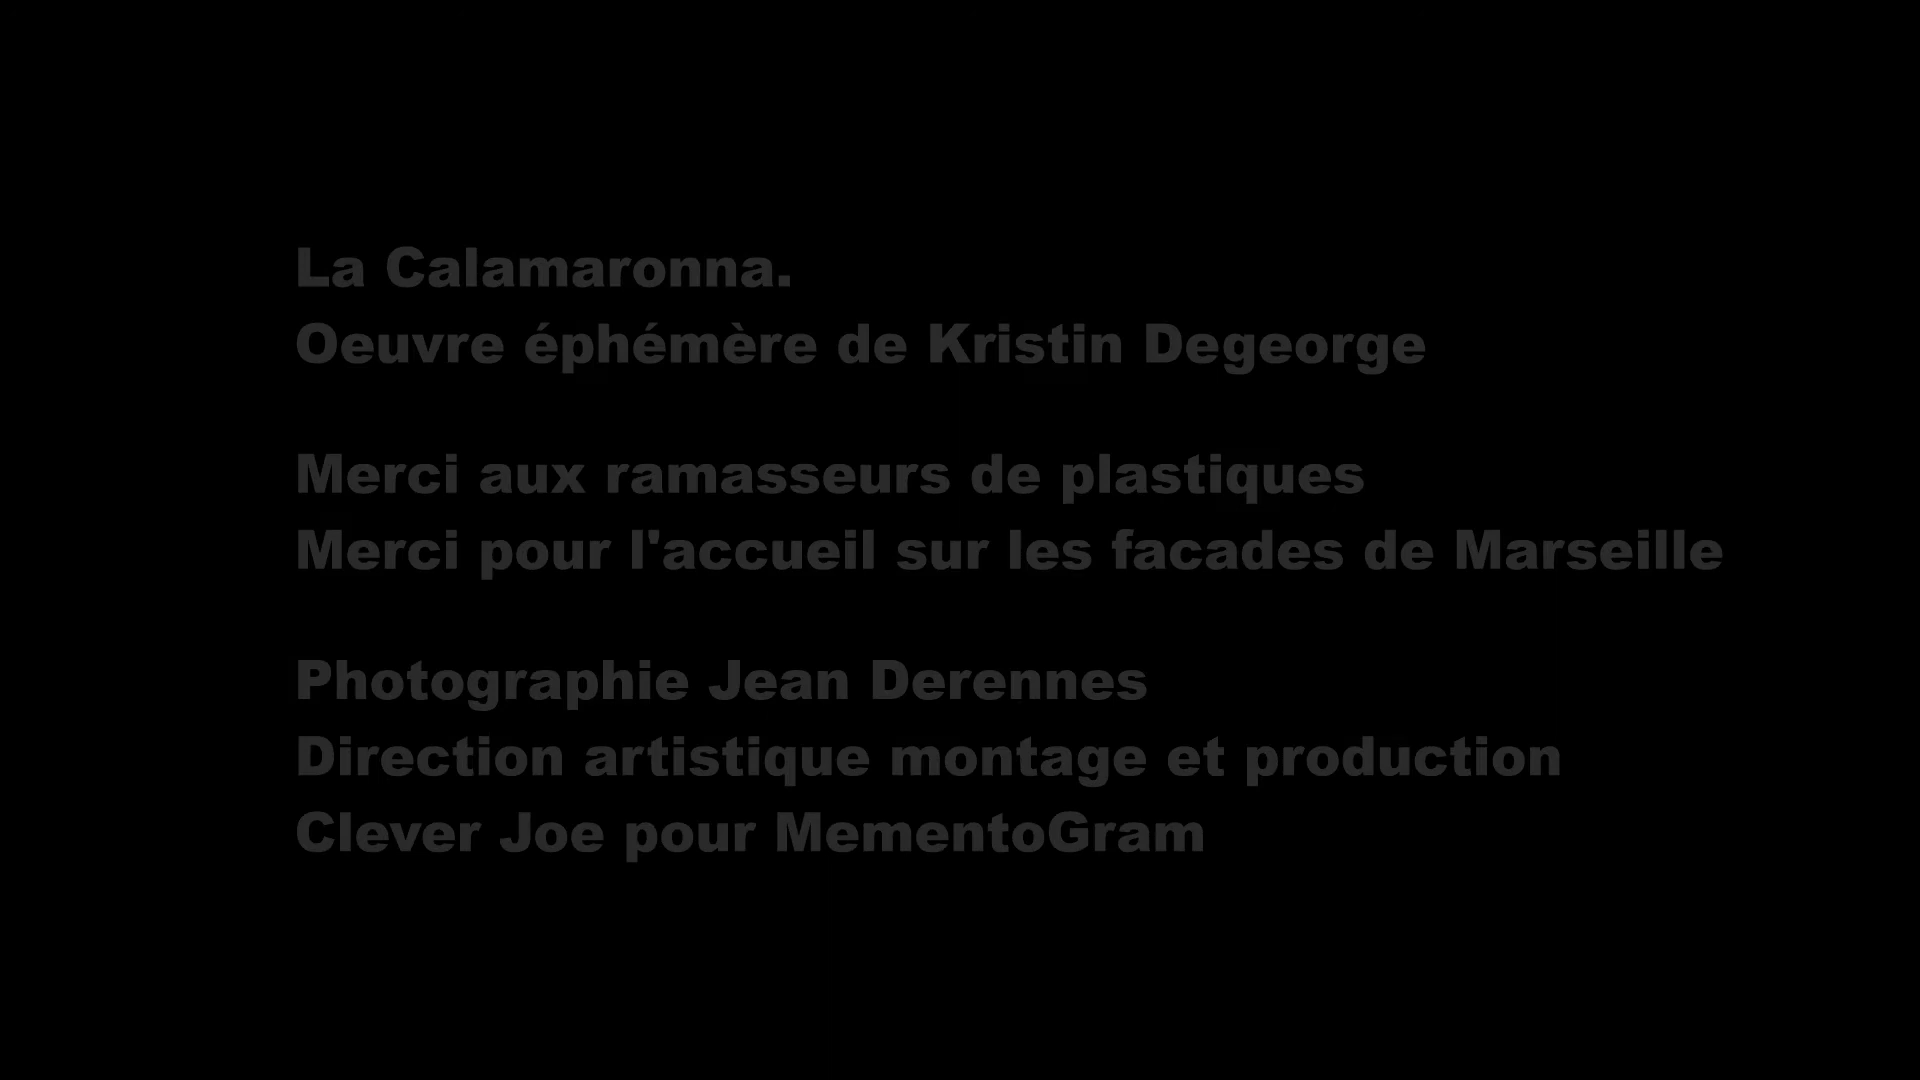 La Calamaronna.
Oeuvre éphémère de Kristin Degeorge
Merci aux ramasseurs de plastiques
Merci pour l'accueil sur les facades de Marseille
Photographie Jean Derennes
Direction artistique montage et production
Clever Joe pour MementoGram